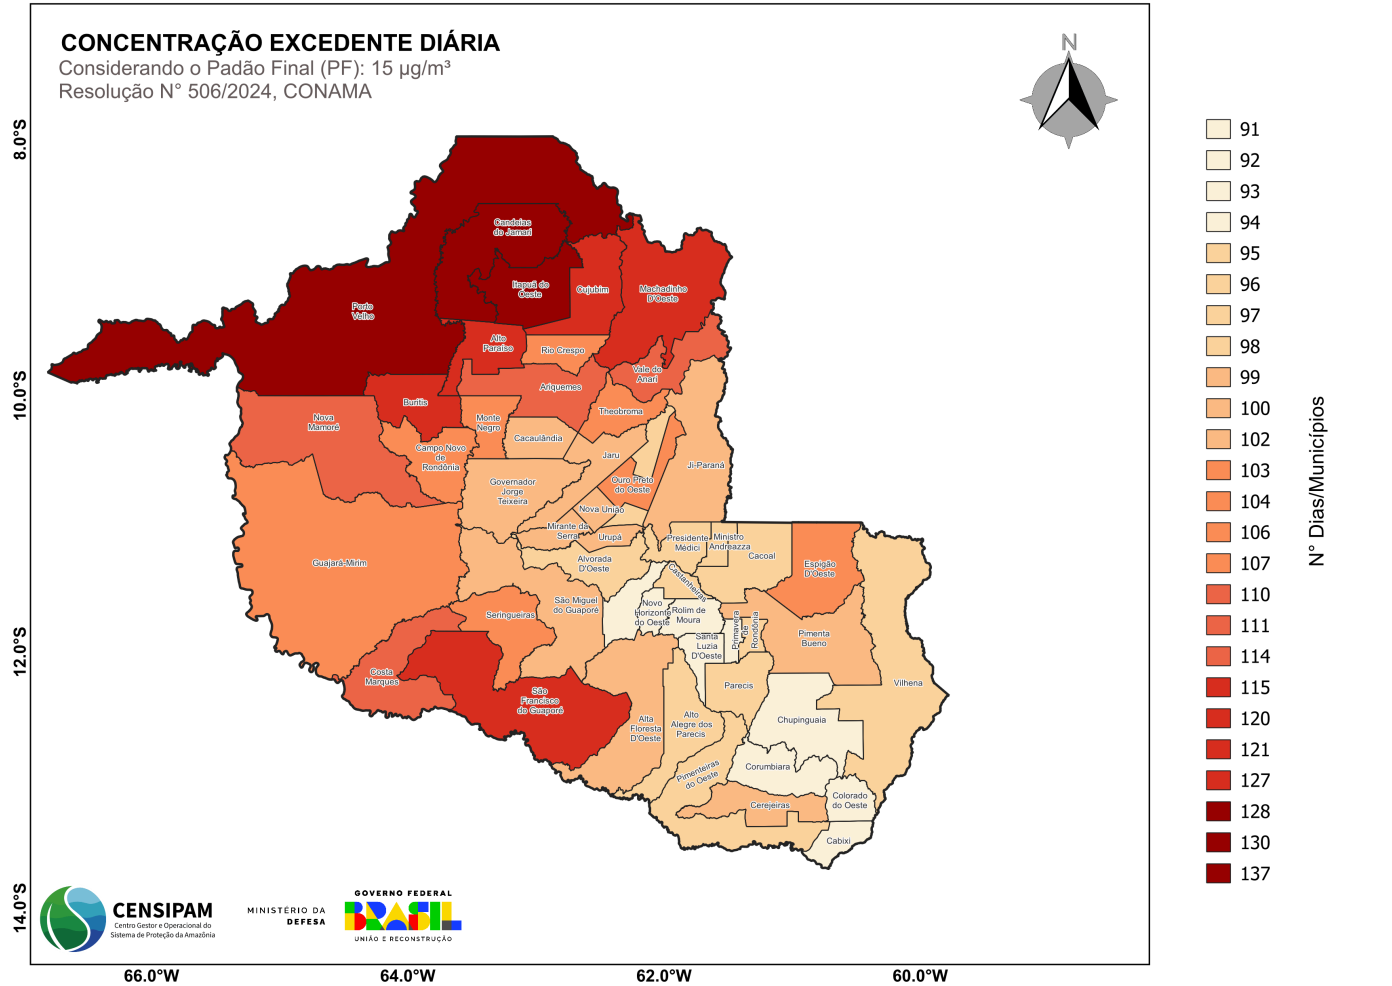 CONCENTRAÇÃO EXCEDENTE DIÁRIA
Considerando o Padão Final (PF): 15 µg/m³
Resolução N° 506/2024, CONAMA
N
8.0°S
10.0°S
12.0°S
14.0°S
66.0°W
64.0°W
62.0°W
60.0°W
Candeias
do Jamari
Itapuã do
Oeste
Cujubim
Machadinho
D'Oeste
Porto
Velho
Alto
Paraíso
Rio Crespo
Vale do
Anari
Ariquemes
Buritis
Theobroma
Nova
Mamoré
Monte
Negro
Cacaulândia
Campo Novo
de
Rondônia
Jaru
Ji-Paraná
Governador
Jorge
Teixeira
Ouro Preto
do Oeste
Nova União
Mirante da
Serra
Urupá
Presidente
Médici
Ministro
Andreazza
Cacoal
Guajará-Mirim
Alvorada
D'Oeste
Castanheiras
Espigão
D'Oeste
São Miguel
do Guaporé
Seringueiras
Novo
Horizonte
do Oeste
Rolim de
Moura
Primavera
de
Rondônia
Pimenta
Bueno
Santa
Luzia
D'Oeste
Costa
Marques
Parecis
Vilhena
São
Francisco
do Guaporé
Alta
Floresta
D'Oeste
Alto
Alegre dos
Parecis
Chupinguaia
Pimenteiras
do Oeste
Corumbiara
Colorado
do Oeste
Cerejeiras
Cabixi
91
92
93
94
95
96
97
98
99
100
102
103
104
106
107
110
111
114
115
120
121
127
128
130
137
N° Dias/Municípios
CENSIPAM
Centro Gestor e Operacional do
Sistema de Proteção da Amazônia
MINISTÉRIO DA
DEFESA
GOVERNO FEDERAL
BRASIL
UNIÃO E RECONSTRUÇÃO